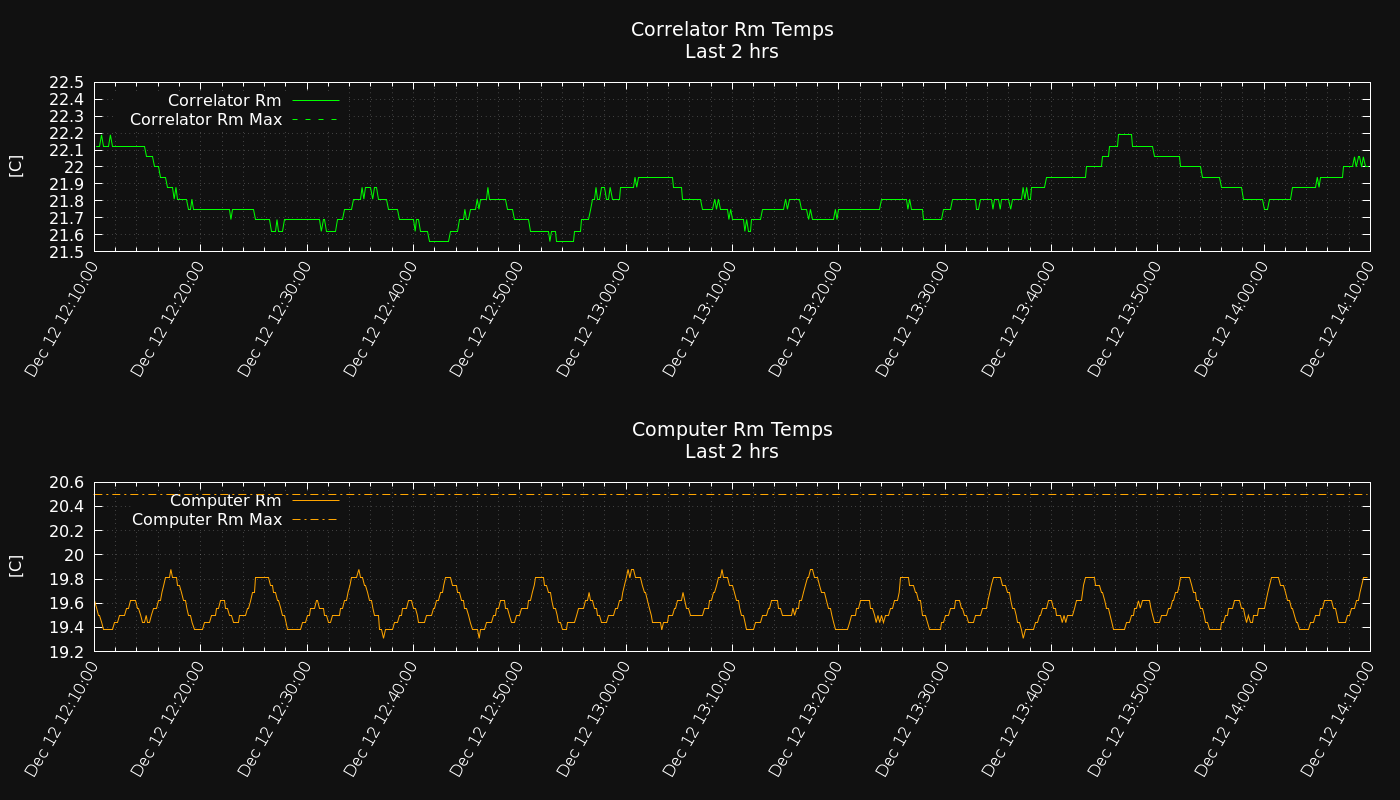 Correlator Rm Temps
Last 2 hrs
22.5
22.4
22.3
22.2
22.1
22
21.9
21.8
21.7
21.6
21.5
[C]
Correlator Rm
Correlator Rm Max
Dec 12 12:10:00
Dec 12 12:20:00
Dec 12 12:30:00
Dec 12 12:40:00
Dec 12 12:50:00
Dec 12 13:00:00
Dec 12 13:10:00
Dec 12 13:20:00
Dec 12 13:30:00
Dec 12 13:40:00
Dec 12 13:50:00
Dec 12 14:00:00
Dec 12 14:10:00
Computer Rm Temps
Last 2 hrs
20.6
20.4
20.2
20
19.8
19.6
19.4
19.2
[C]
Computer Rm
Computer Rm Max
Dec 12 12:10:00
Dec 12 12:20:00
Dec 12 12:30:00
Dec 12 12:40:00
Dec 12 12:50:00
Dec 12 13:00:00
Dec 12 13:10:00
Dec 12 13:20:00
Dec 12 13:30:00
Dec 12 13:40:00
Dec 12 13:50:00
Dec 12 14:00:00
Dec 12 14:10:00